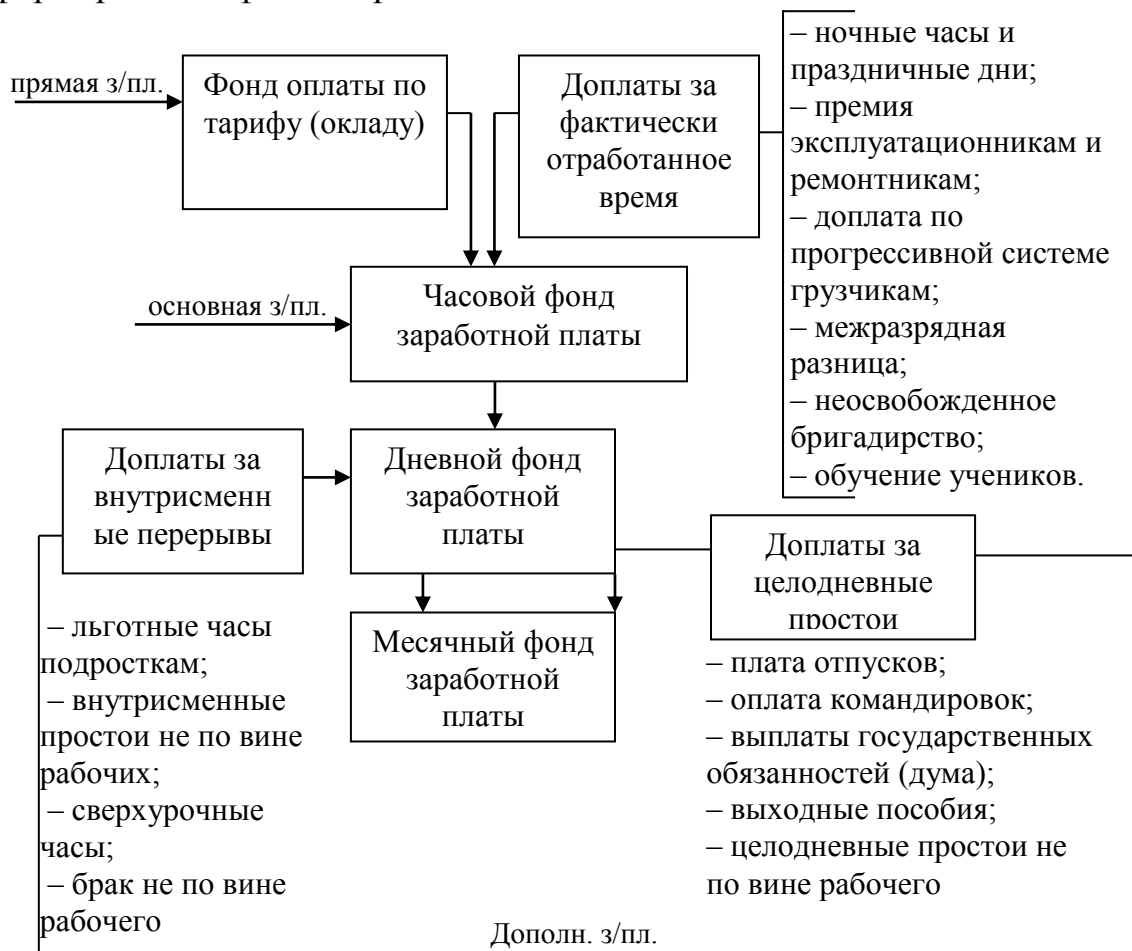 прямая з/пл.
Фонд оплаты по
тарифу (окладу)
Доплаты за
фактически
отработанное
время
– ночные часы и
праздничные дни;
– премия
эксплуатационникам и
ремонтникам;
– доплата по
прогрессивной системе
грузчикам;
– межразрядная
разница;
– неосвобожденное
бригадирство;
– обучение учеников.
основная з/пл.
Часовой фонд
заработной платы
Доплаты за
внутрисменн
ые перерывы
Дневной фонд
заработной
платы
Доплаты за
целодневные
простои
Месячный фонд
заработной
платы
– льготные часы
подросткам;
– внутрисменные
простои не по вине
рабочих;
– сверхурочные
часы;
– брак не по вине
рабочего
– плата отпусков;
– оплата командировок;
– выплаты государственных
обязанностей (дума);
– выходные пособия;
– целодневные простои не
по вине рабочего
Дополн. з/пл.